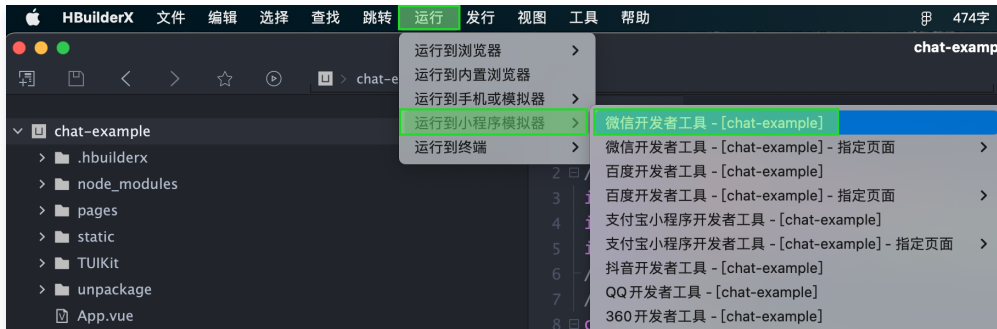 HBuilderX 文件 编辑 选择 查找 跳转 运行 发行 视图 工具 帮助 474字
chat-examp
运行到浏览器
U chat-e
运行到内置浏览器
运行到手机或模拟器
运行到小程序模拟器
微信开发者工具 - [chat-example]
U chat-example
运行到终端
微信开发者工具 - [chat-example] - 指定页面
.hbuilderx
2 /
百度开发者工具 - [chat-example]
node_modules
3 i
百度开发者工具 - [chat-example] - 指定页面
pages
4 i
支付宝小程序开发者工具 - [chat-example]
static
5 i
支付宝小程序开发者工具 - [chat-example] - 指定页面
TUIKit
6 /
抖音开发者工具 - [chat-example]
unpackage
7 /
QQ开发者工具 - [chat-example]
App.vue
8 c
360开发者工具 - [chat-example]